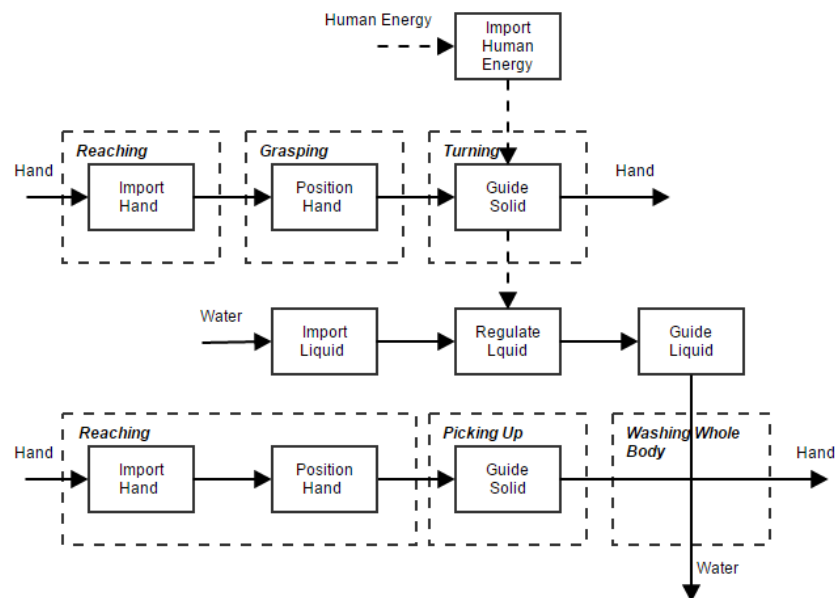 Human Energy
Import
Human
Energy
Reaching
Grasping
Turning
Hand
Import
Hand
Position
Hand
Guide
Solid
Hand
Water
Import
Liquid
Regulate
Lquid
Guide
Liquid
Reaching
Picking Up
Washing Whole
Body
Hand
Import
Hand
Position
Hand
Guide
Solid
Hand
Water